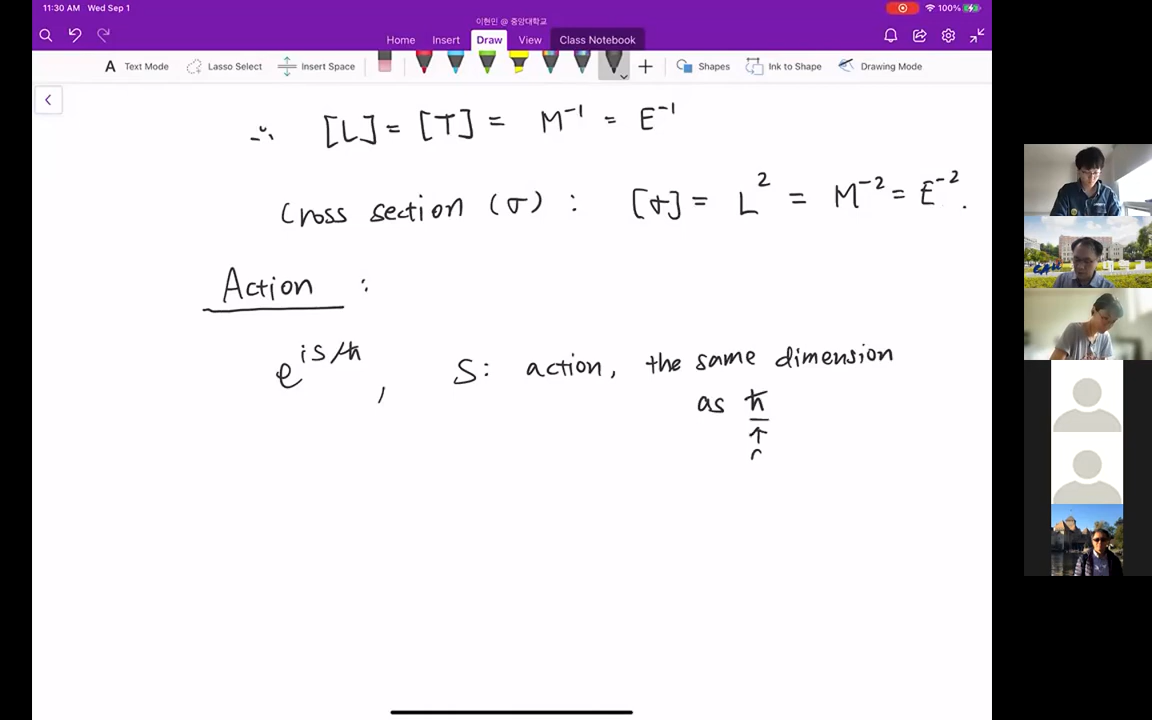 11:30 AM Wed Sep 1
100%
이현민 @ 중앙대학교
Home Insert Draw View Class Notebook
Text Mode Lasso Select Insert Space + Shapes Ink to Shape Drawing Mode
∴ [L] = [T] = M⁻¹ = E⁻¹
Cross section (σ) : [σ] = L² = M⁻² = E⁻².
Action :
e^{iS/ħ} , S: action, the same dimension
as ħ
↑